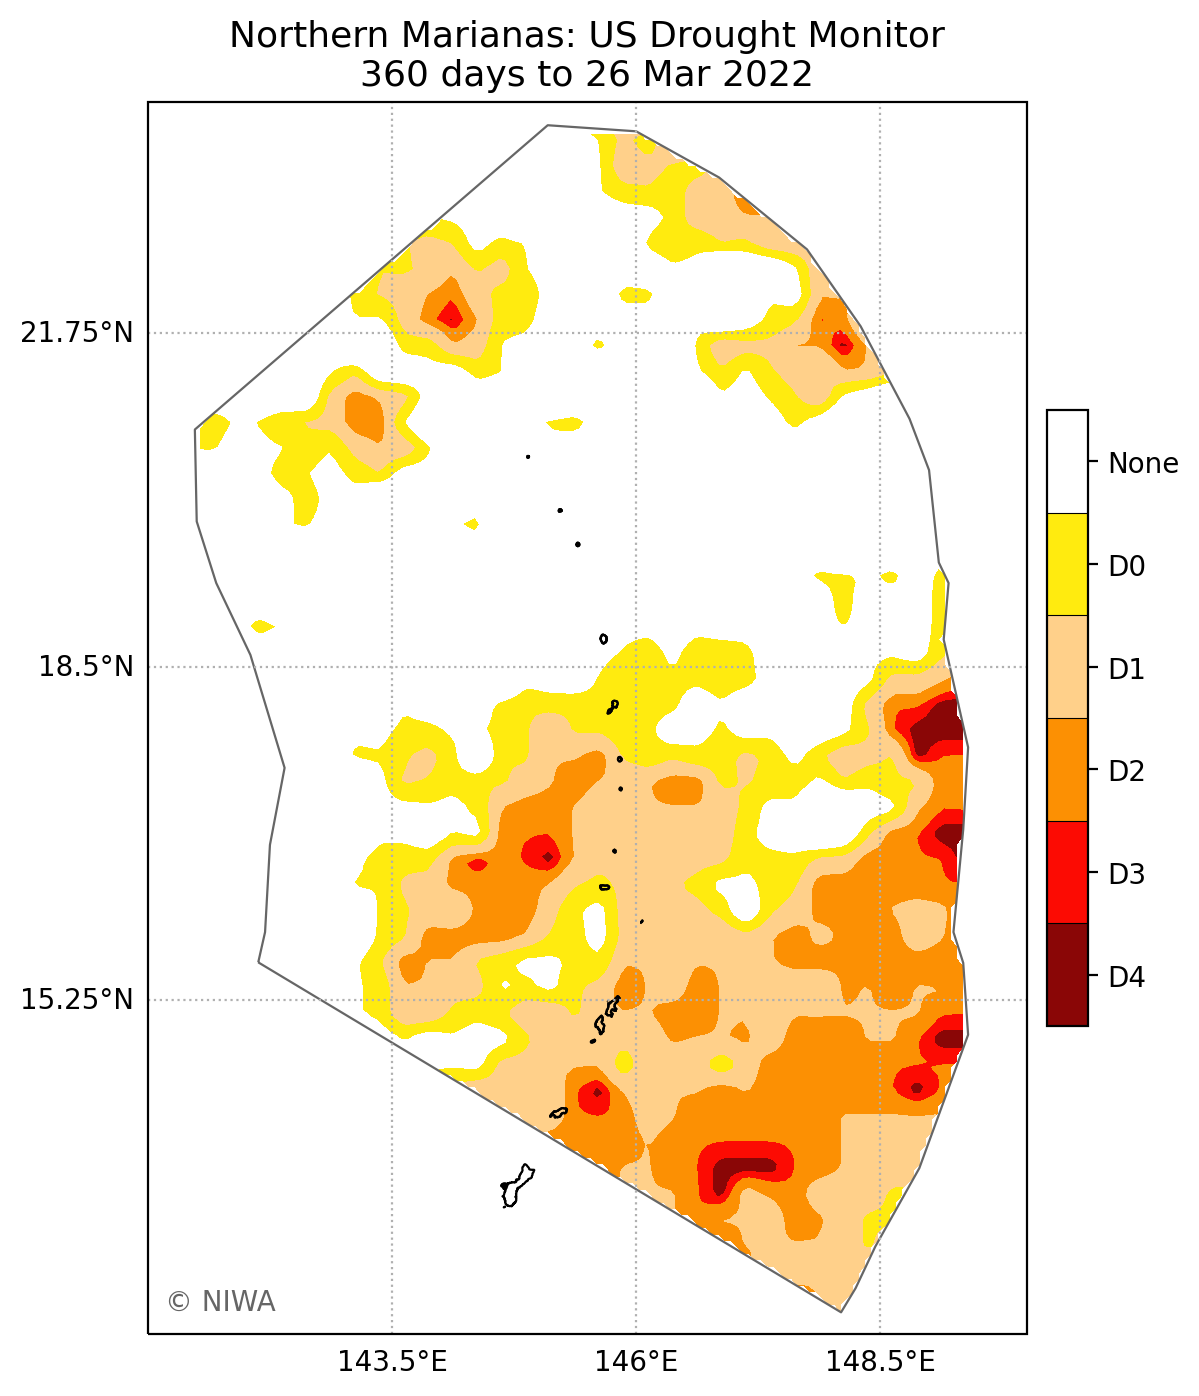 Northern Marianas: US Drought Monitor
360 days to 26 Mar 2022
21.75°N
18.5°N
15.25°N
143.5°E
146°E
148.5°E
None
D0
D1
D2
D3
D4
© NIWA